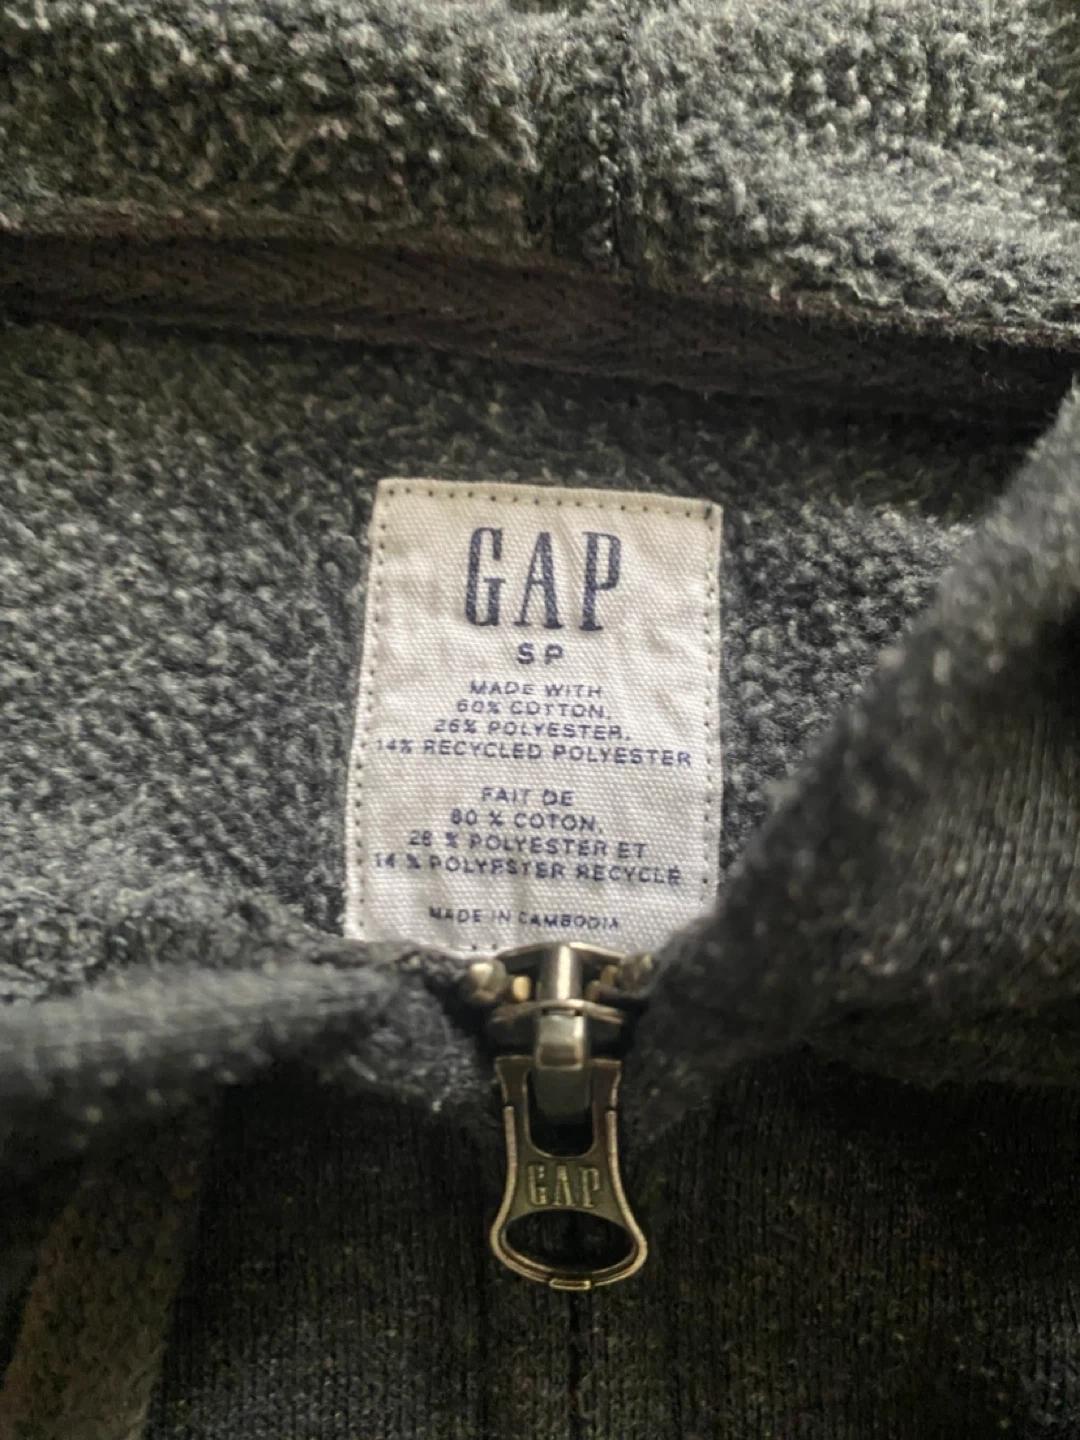 GAP
SP
MADE WITH
60% COTTON,
26% POLYESTER,
14% RECYCLED POLYESTER
FAIT DE
60 % COTON,
26 % POLYESTER ET
14 % POLYESTER RECYCLÉ
MADE IN CAMBODIA
GAP